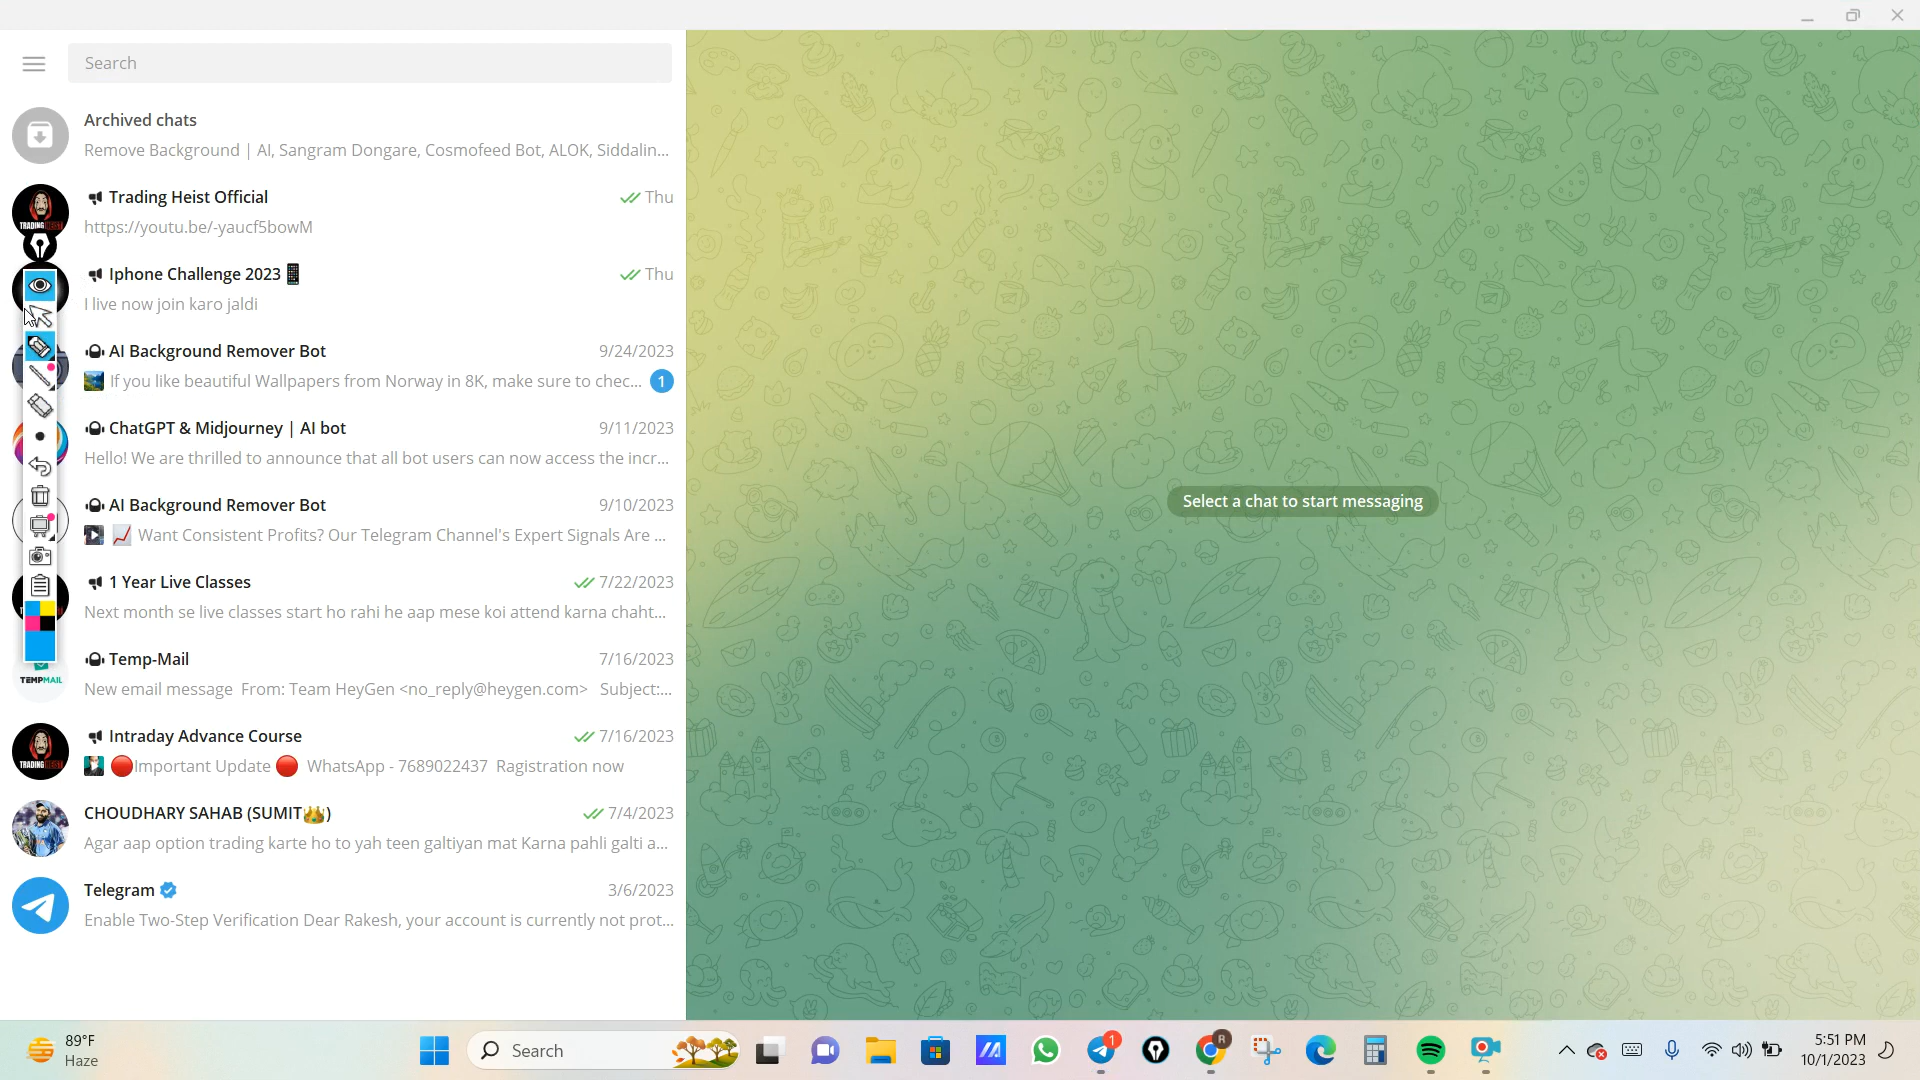 Search
Archived chats
Remove Background | AI, Sangram Dongare, Cosmofeed Bot, ALOK, Siddalin...
Trading Heist Official Thu
https://youtu.be/-yaucf5bowM
Iphone Challenge 2023 📱 Thu
I live now join karo jaldi
AI Background Remover Bot 9/24/2023
If you like beautiful Wallpapers from Norway in 8K, make sure to chec... 1
ChatGPT & Midjourney | AI bot 9/11/2023
Hello! We are thrilled to announce that all bot users can now access the incr...
AI Background Remover Bot 9/10/2023
📈 Want Consistent Profits? Our Telegram Channel's Expert Signals Are ...
1 Year Live Classes 7/22/2023
Next month se live classes start ho rahi he aap mese koi attend karna chaht...
Temp-Mail 7/16/2023
TEMPMAIL
New email message From: Team HeyGen <no_reply@heygen.com> Subject:...
Intraday Advance Course 7/16/2023
🔴Important Update 🔴 WhatsApp - 7689022437 Ragistration now
CHOUDHARY SAHAB (SUMIT👑) 7/4/2023
Agar aap option trading karte ho to yah teen galtiyan mat Karna pahli galti a...
Telegram 3/6/2023
Enable Two-Step Verification Dear Rakesh, your account is currently not prot...
Select a chat to start messaging
89°F
Haze
Search
1
R
5:51 PM
10/1/2023